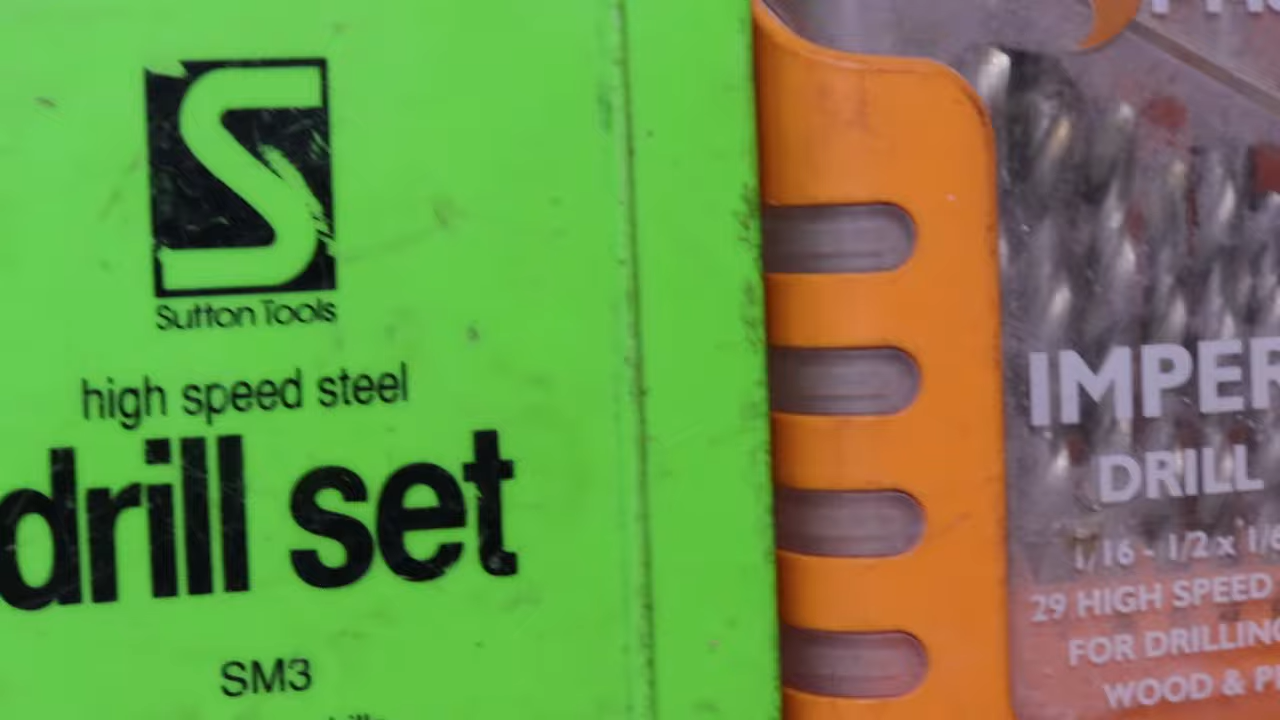 S
Sutton Tools
high speed steel
drill set
SM3
IMPER
DRILL
1/16 - 1/2 x 1/6
29 HIGH SPEED
FOR DRILLING
WOOD & P